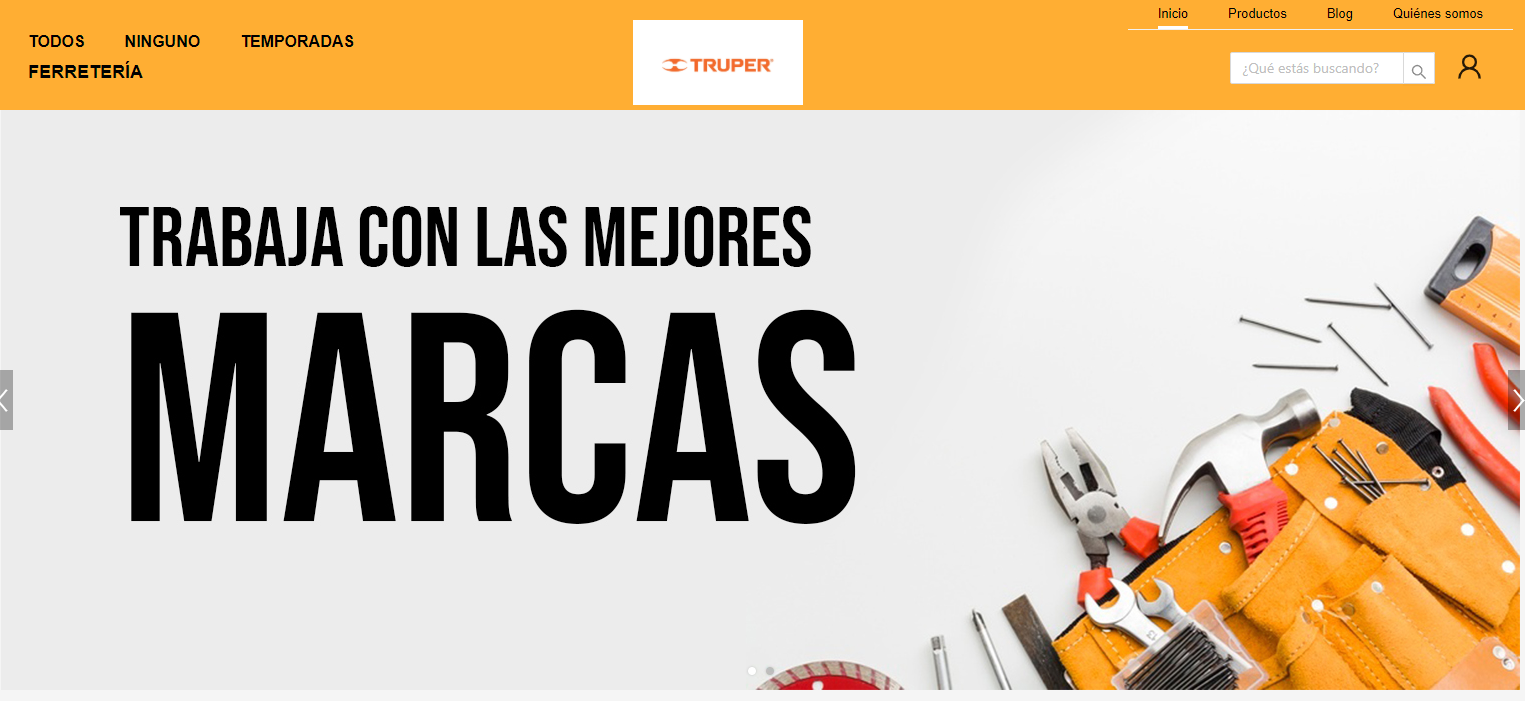 Inicio Productos Blog Quiénes somos
TODOS NINGUNO TEMPORADAS
FERRETERÍA
TRUPER
¿Qué estás buscando?
TRABAJA CON LAS MEJORES
MARCAS